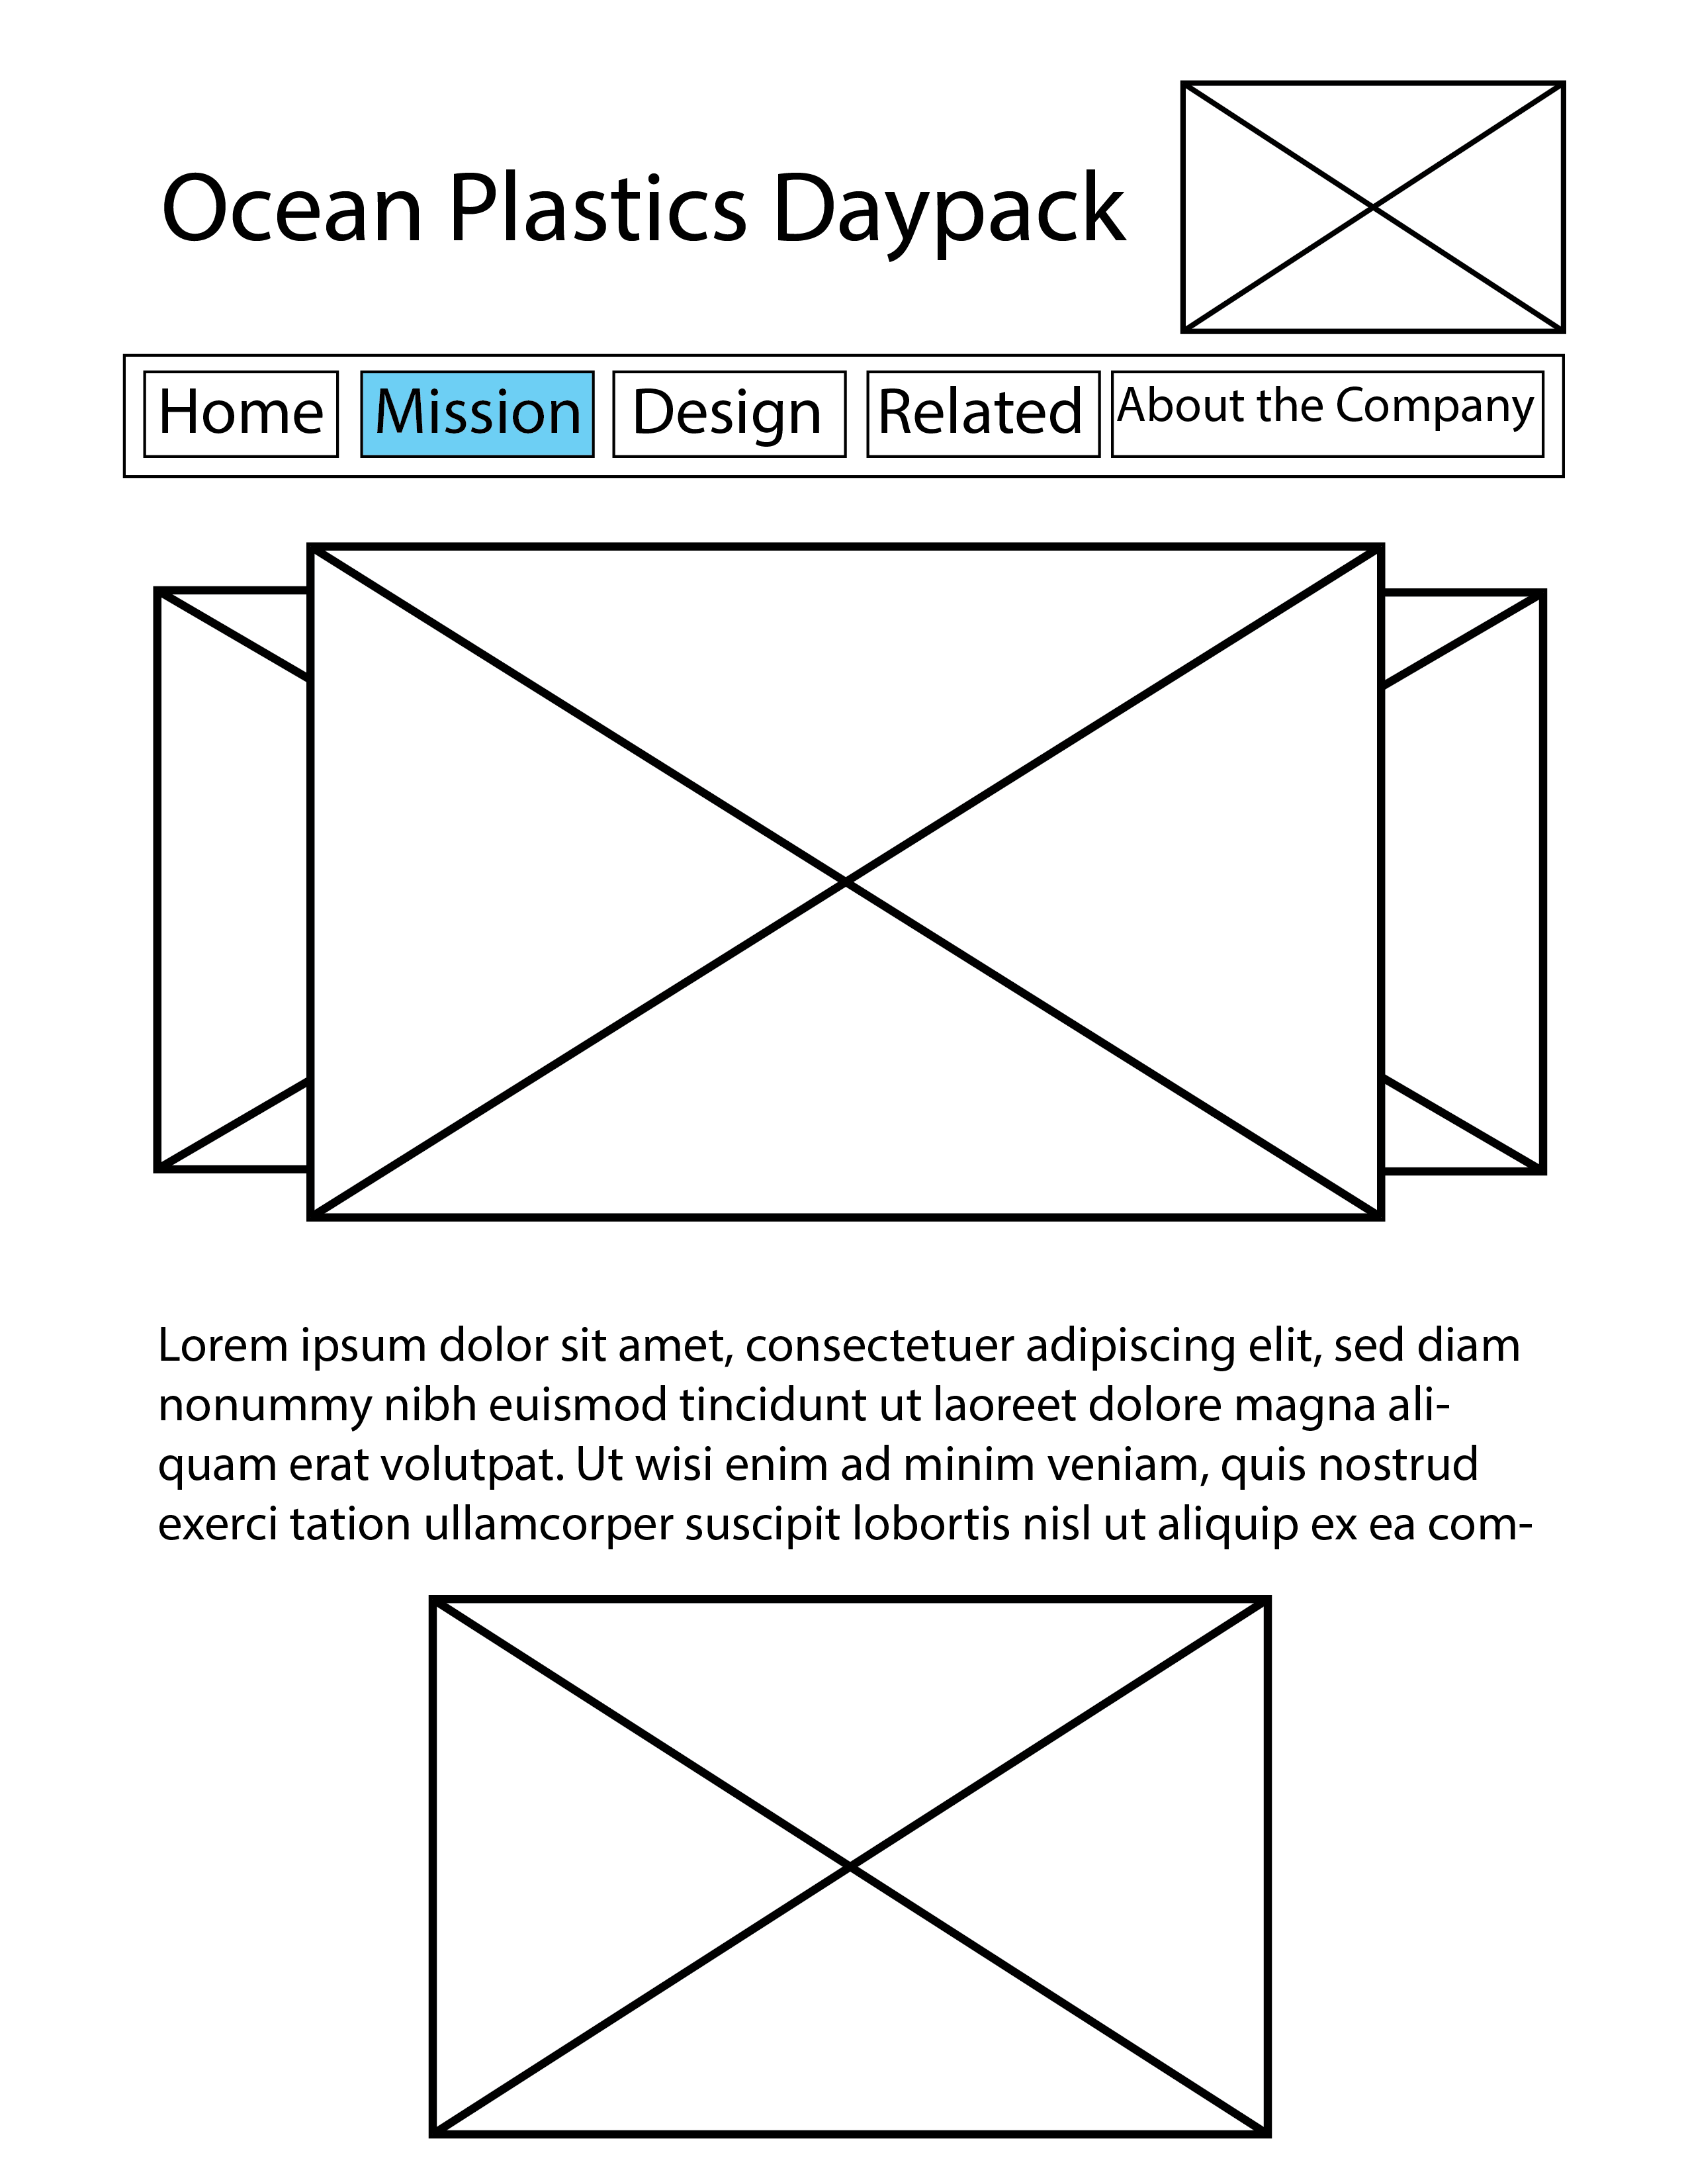 Ocean Plastics Daypack
Home Mission Design Related About the Company
Lorem ipsum dolor sit amet, consectetuer adipiscing elit, sed diam
nonummy nibh euismod tincidunt ut laoreet dolore magna ali-
quam erat volutpat. Ut wisi enim ad minim veniam, quis nostrud
exerci tation ullamcorper suscipit lobortis nisl ut aliquip ex ea com-